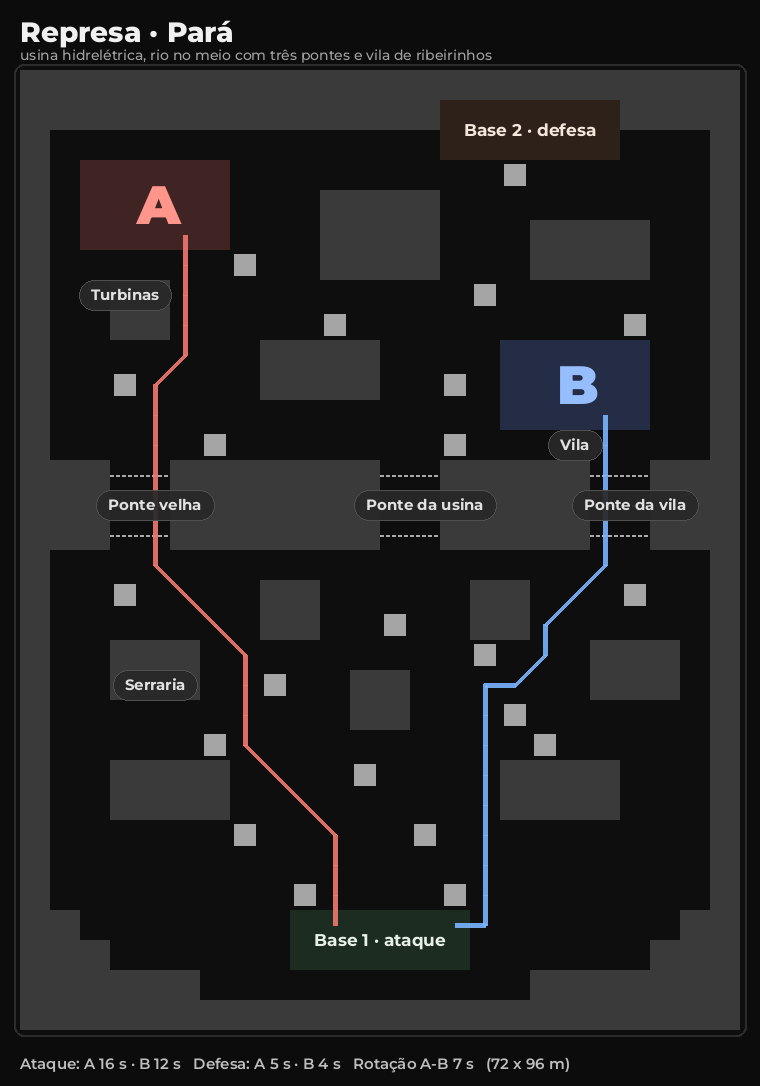 Represa · Pará
usina hidrelétrica, rio no meio com três pontes e vila de ribeirinhos
Base 2 · defesa
A
Turbinas
B
Vila
Ponte velha
Ponte da usina
Ponte da vila
Serraria
Base 1 · ataque
Ataque: A 16 s · B 12 s   Defesa: A 5 s · B 4 s   Rotação A-B 7 s   (72 x 96 m)